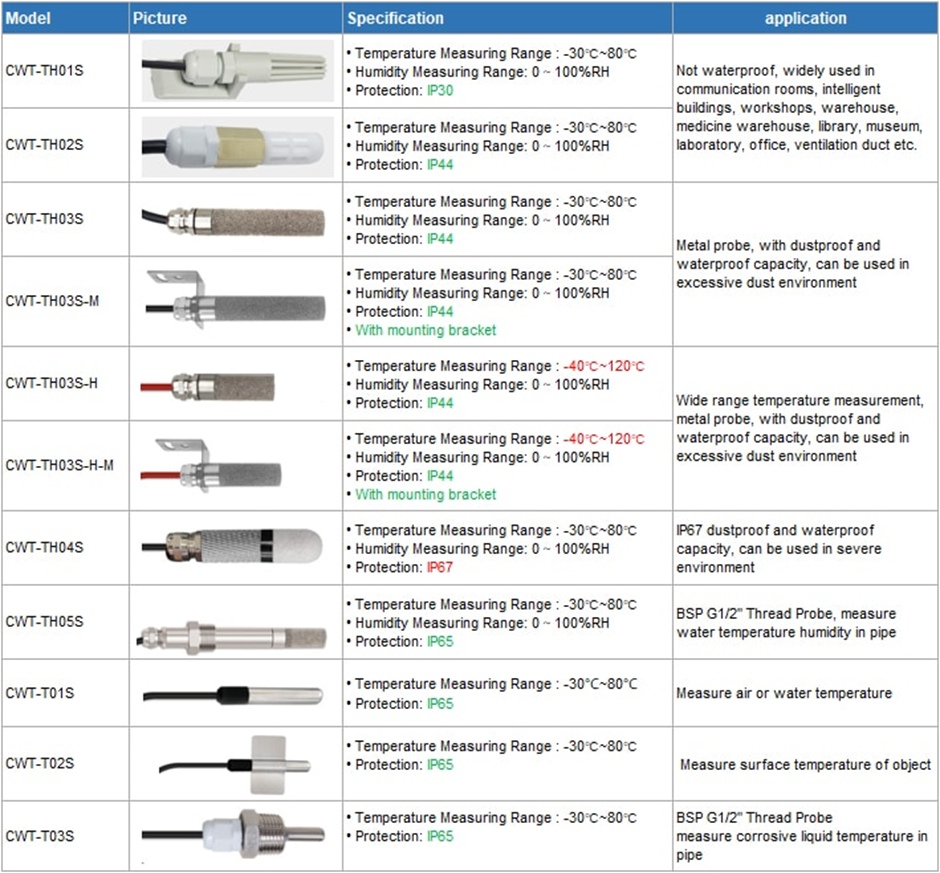 Model Picture Specification application
CWT-TH01S
• Temperature Measuring Range : -30℃~80℃
• Humidity Measuring Range: 0 ~ 100%RH
• Protection: IP30
Not waterproof, widely used in
communication rooms, intelligent
buildings, workshops, warehouse,
medicine warehouse, library, museum,
laboratory, office, ventilation duct etc.
CWT-TH02S
• Temperature Measuring Range : -30℃~80℃
• Humidity Measuring Range: 0 ~ 100%RH
• Protection: IP44
CWT-TH03S
• Temperature Measuring Range : -30℃~80℃
• Humidity Measuring Range: 0 ~ 100%RH
• Protection: IP44
Metal probe, with dustproof and
waterproof capacity, can be used in
excessive dust environment
CWT-TH03S-M
• Temperature Measuring Range : -30℃~80℃
• Humidity Measuring Range: 0 ~ 100%RH
• Protection: IP44
• With mounting bracket
CWT-TH03S-H
• Temperature Measuring Range : -40℃~120℃
• Humidity Measuring Range: 0 ~ 100%RH
• Protection: IP44
Wide range temperature measurement,
metal probe, with dustproof and
waterproof capacity, can be used in
excessive dust environment
CWT-TH03S-H-M
• Temperature Measuring Range : -40℃~120℃
• Humidity Measuring Range: 0 ~ 100%RH
• Protection: IP44
• With mounting bracket
CWT-TH04S
• Temperature Measuring Range : -30℃~80℃
• Humidity Measuring Range: 0 ~ 100%RH
• Protection: IP67
IP67 dustproof and waterproof
capacity, can be used in severe
environment
CWT-TH05S
• Temperature Measuring Range : -30℃~80℃
• Humidity Measuring Range: 0 ~ 100%RH
• Protection: IP65
BSP G1/2" Thread Probe, measure
water temperature humidity in pipe
CWT-T01S
• Temperature Measuring Range : -30°C~80°C
• Protection: IP65
Measure air or water temperature
CWT-T02S
• Temperature Measuring Range : -30℃~80℃
• Protection: IP65
Measure surface temperature of object
CWT-T03S
• Temperature Measuring Range : -30℃~80℃
• Protection: IP65
BSP G1/2" Thread Probe
measure corrosive liquid temperature in
pipe